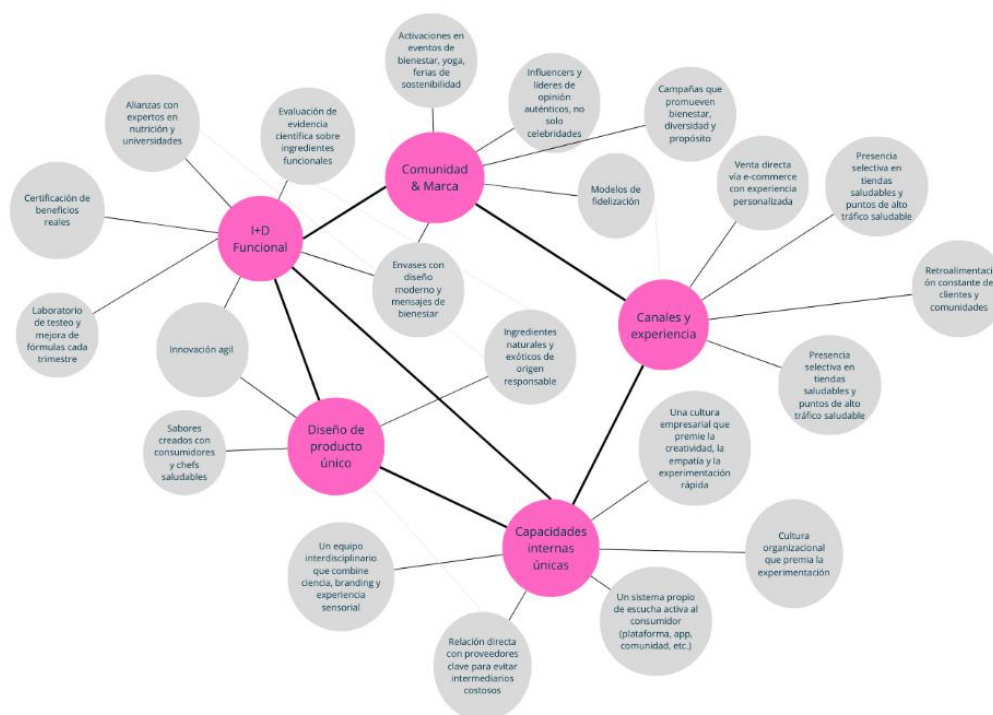 Activaciones en
eventos de
bienestar, yoga,
ferias de
sostenibilidad
Influencers y
líderes de
opinión
auténticos, no
solo
celebridades
Campañas que
promueven
bienestar,
diversidad y
propósito
Alianzas con
expertos en
nutrición y
universidades
Evaluación de
evidencia
científica sobre
ingredientes
funcionales
Comunidad
& Marca
Modelos de
fidelización
Venta directa
vía e-commerce
con experiencia
personalizada
Presencia
selectiva en
tiendas
saludables y
puntos de alto
tráfico saludable
Certificación de
beneficios
reales
I+D
Funcional
Envases con
diseño
moderno y
mensajes de
bienestar
Canales y
experiencia
Retroalimentaci
ón constante de
clientes y
comunidades
Laboratorio
de testeo y
mejora de
fórmulas cada
trimestre
Innovación agil
Ingredientes
naturales y
exóticos de
origen
responsable
Presencia
selectiva en
tiendas
saludables y
puntos de alto
tráfico saludable
Sabores
creados con
consumidores
y chefs
saludables
Diseño de
producto
único
Una cultura
empresarial que
premie la
creatividad, la
empatía y la
experimentación
rápida
Un equipo
interdisciplinario
que combine
ciencia, branding y
experiencia
sensorial
Capacidades
internas
únicas
Cultura
organizacional
que premia la
experimentación
Un sistema propio
de escucha activa al
consumidor
(plataforma, app,
comunidad, etc.)
Relación directa
con proveedores
clave para evitar
intermediarios
costosos